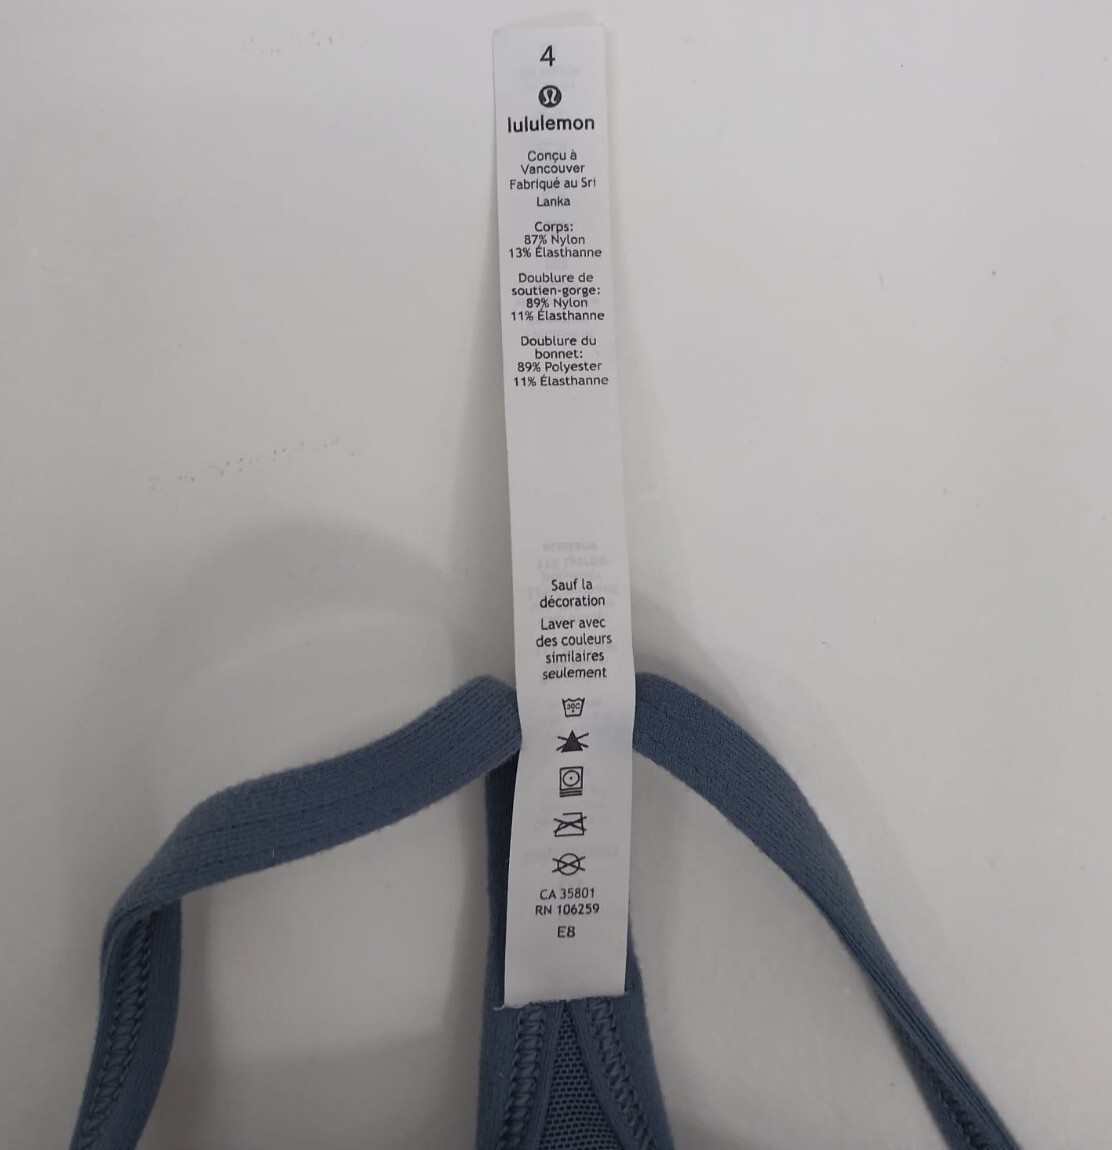 4
lululemon
Conçu à
Vancouver
Fabriqué au Sri
Lanka
Corps:
87% Nylon
13% Élasthanne
Doublure de
soutien-gorge:
89% Nylon
11% Élasthanne
Doublure du
bonnet:
89% Polyester
11% Élasthanne
Sauf la
décoration
Laver avec
des couleurs
similaires
seulement
30C
CA 35801
RN 106259
E8